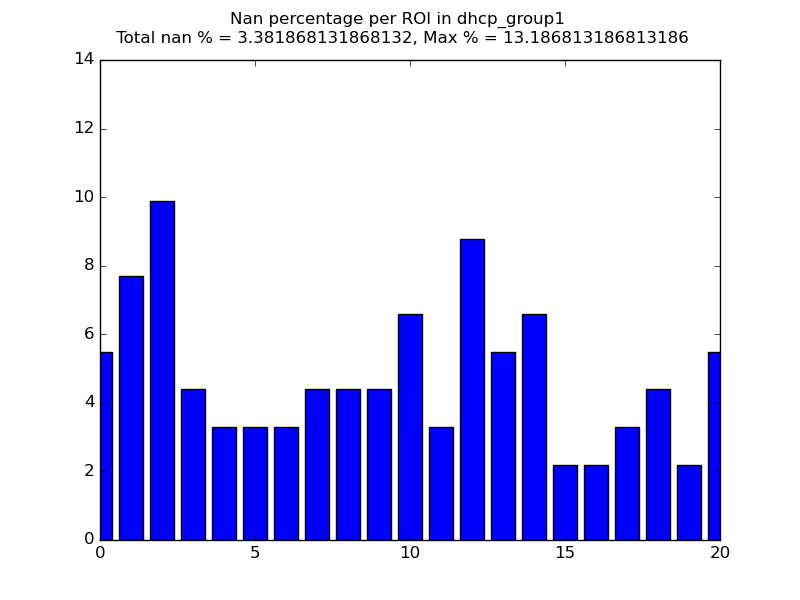 Nan percentage per ROI in dhcp_group1
Total nan % = 3.381868131868132, Max % = 13.186813186813186
14
12
10
8
6
4
2
0
0 5 10 15 20